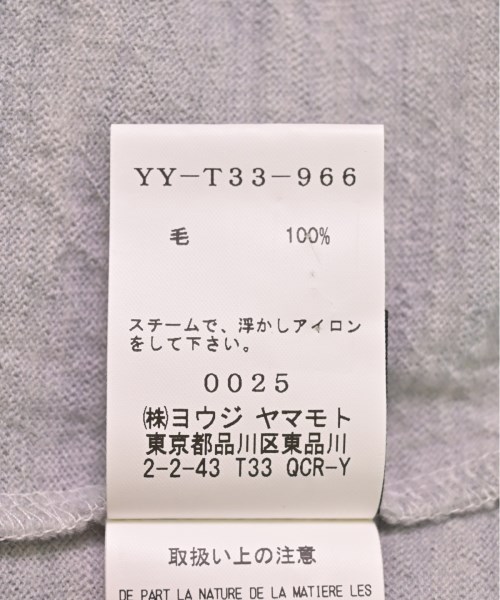 YY-T33-966
毛 100%
スチームで、浮かしアイロン
をして下さい。
0025
㈱ヨウジ ヤマモト
東京都品川区東品川
2-2-43 T33 QCR-Y
取扱い上の注意
DE PART LA NATURE DE LA MATIERE LES